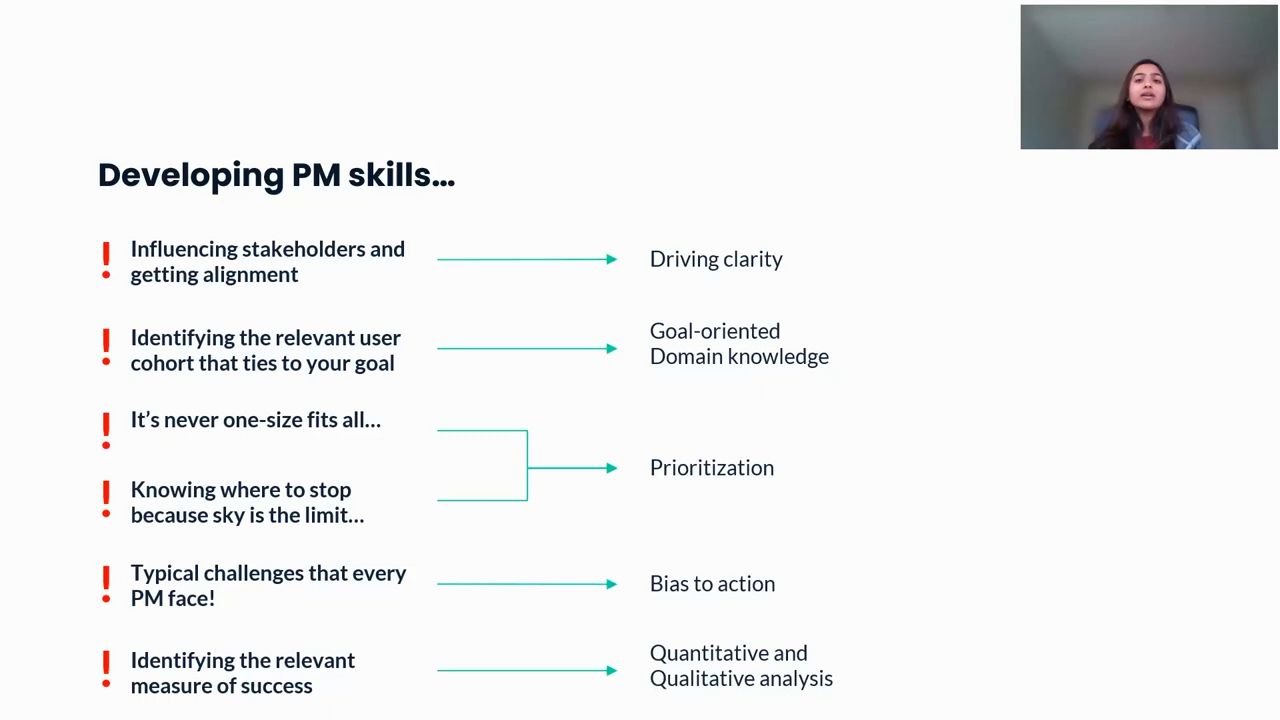 Developing PM skills...
Influencing stakeholders and
getting alignment
Driving clarity
Identifying the relevant user
cohort that ties to your goal
Goal-oriented
Domain knowledge
It’s never one-size fits all...
Knowing where to stop
because sky is the limit...
Prioritization
Typical challenges that every
PM face!
Bias to action
Identifying the relevant
measure of success
Quantitative and
Qualitative analysis